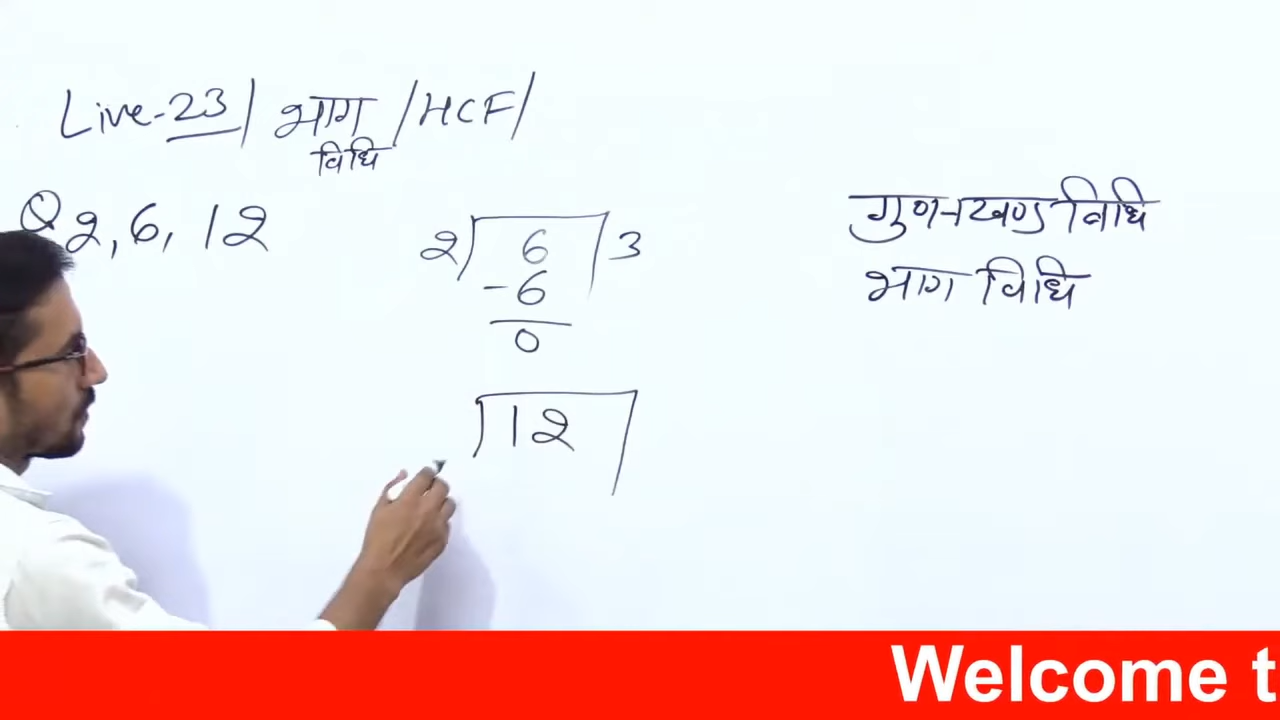 Live-23/ भाग /HCF/
विधि
Q 2, 6, 12
2) 6 /3
-6
0
12
गुणनखण्ड विधि
भाग विधि
Welcome t